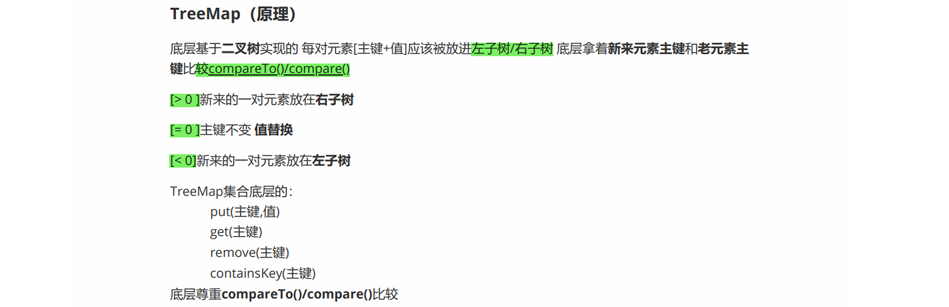 TreeMap（原理）
底层基于二叉树实现的 每对元素[主键+值]应该被放进左子树/右子树 底层拿着新来元素主键和老元素主
键比较compareTo()/compare()
[> 0 ]新来的一对元素放在右子树
[= 0 ]主键不变 值替换
[< 0]新来的一对元素放在左子树
TreeMap集合底层的：
put(主键,值)
get(主键)
remove(主键)
containsKey(主键)
底层尊重compareTo()/compare()比较